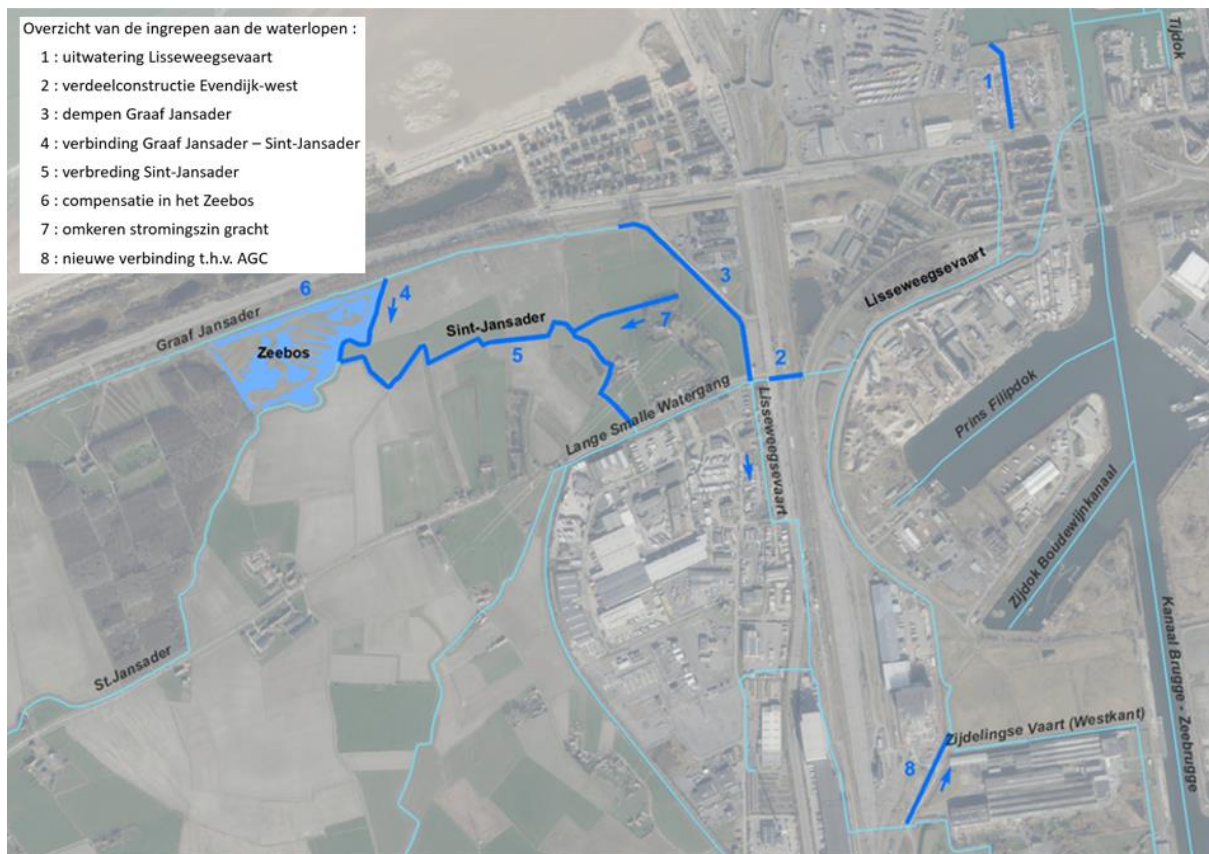 Overzicht van de ingrepen aan de waterlopen :
1 : uitwatering Lisseweegsevaart
2 : verdeelconstructie Evendijk-west
3 : dempen Graaf Jansader
4 : verbinding Graaf Jansader – Sint-Jansader
5 : verbreding Sint-Jansader
6 : compensatie in het Zeebos
7 : omkeren stromingszin gracht
8 : nieuwe verbinding t.h.v. AGC
Tijdok
1
Lisseweegsevaart
3
6
4
Graaf Jansader
Zeebos
Sint-Jansader
7
5
2
Lange Smalle Watergang
Lisseweegsevaart
Prins Filipdok
Zijdok Boudewijnkanaal
Kanaal Brugge - Zeebrugge
St.Jansader
Zijdelingse Vaart (Westkant)
8